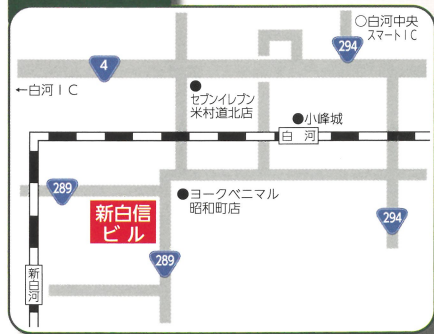 ○白河中央
スマートIC
294
4
←白河IC
●
セブンイレブン
米村道北店
●小峰城
白河
289
新白信
ビル
●ヨークベニマル
昭和町店
294
289
新白河